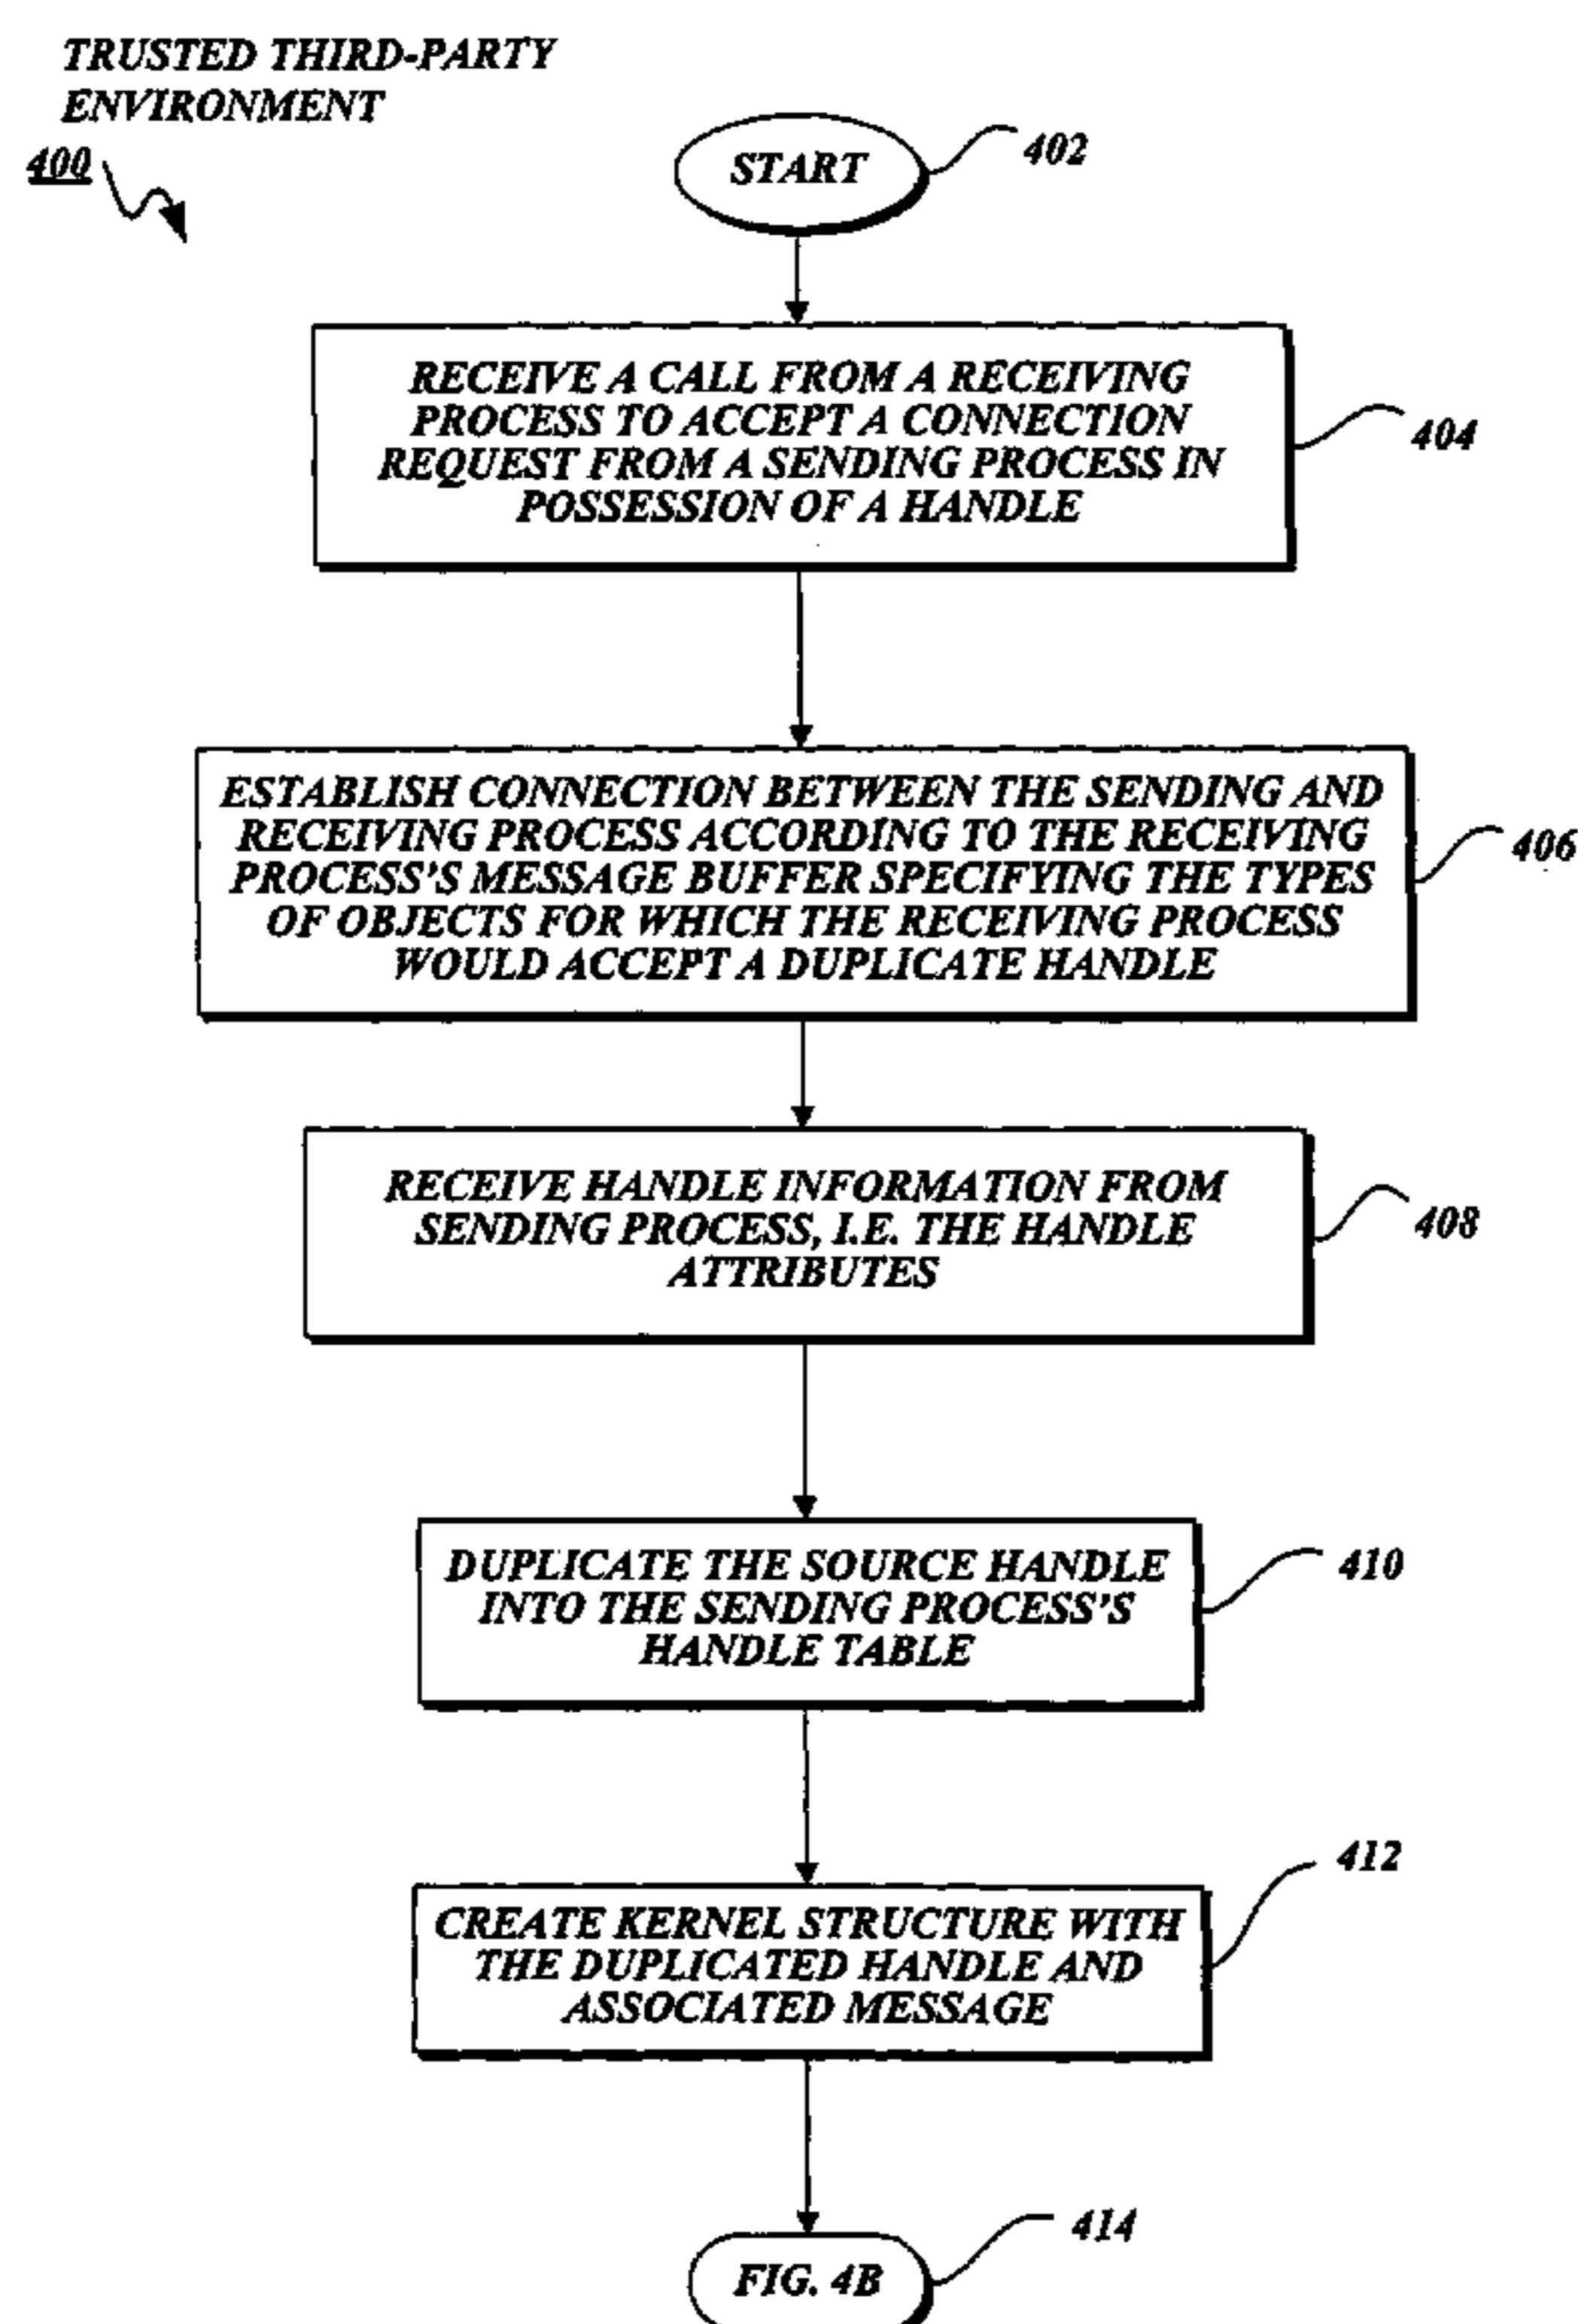 TRUSTED THIRD-PARTY
ENVIRONMENT
400
START
402
RECEIVE A CALL FROM A RECEIVING
PROCESS TO ACCEPT A CONNECTION
REQUEST FROM A SENDING PROCESS IN
POSSESSION OF A HANDLE
404
ESTABLISH CONNECTION BETWEEN THE SENDING AND
RECEIVING PROCESS ACCORDING TO THE RECEIVING
PROCESS'S MESSAGE BUFFER SPECIFYING THE TYPES
OF OBJECTS FOR WHICH THE RECEIVING PROCESS
WOULD ACCEPT A DUPLICATE HANDLE
406
RECEIVE HANDLE INFORMATION FROM
SENDING PROCESS, I.E. THE HANDLE
ATTRIBUTES
408
DUPLICATE THE SOURCE HANDLE
INTO THE SENDING PROCESS'S
HANDLE TABLE
410
CREATE KERNEL STRUCTURE WITH
THE DUPLICATED HANDLE AND
ASSOCIATED MESSAGE
412
FIG. 4B
414